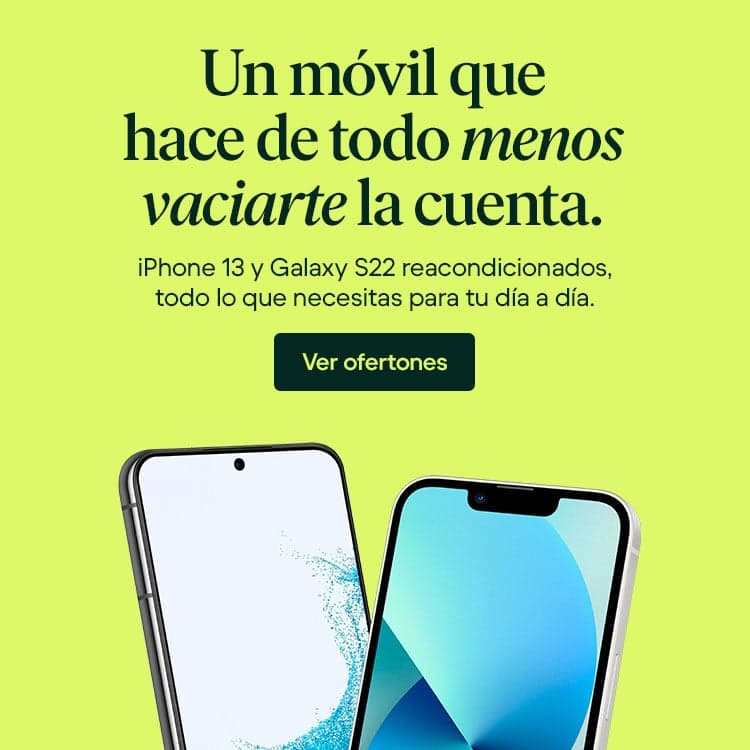 Un móvil que
hace de todo menos
vaciarte la cuenta.
iPhone 13 y Galaxy S22 reacondicionados,
todo lo que necesitas para tu día a día.
Ver ofertones